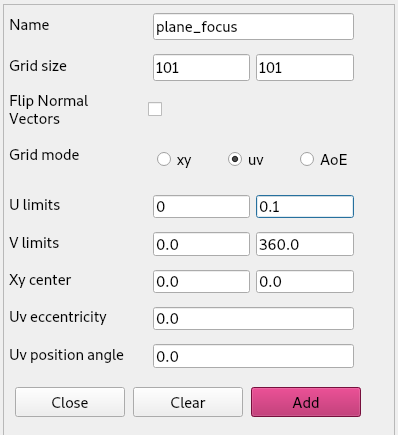 Name plane_focus
Grid size 101 101
Flip Normal
Vectors
Grid mode xy uv AoE
U limits 0 0.1
V limits 0.0 360.0
Xy center 0.0 0.0
Uv eccentricity 0.0
Uv position angle 0.0
Close Clear Add